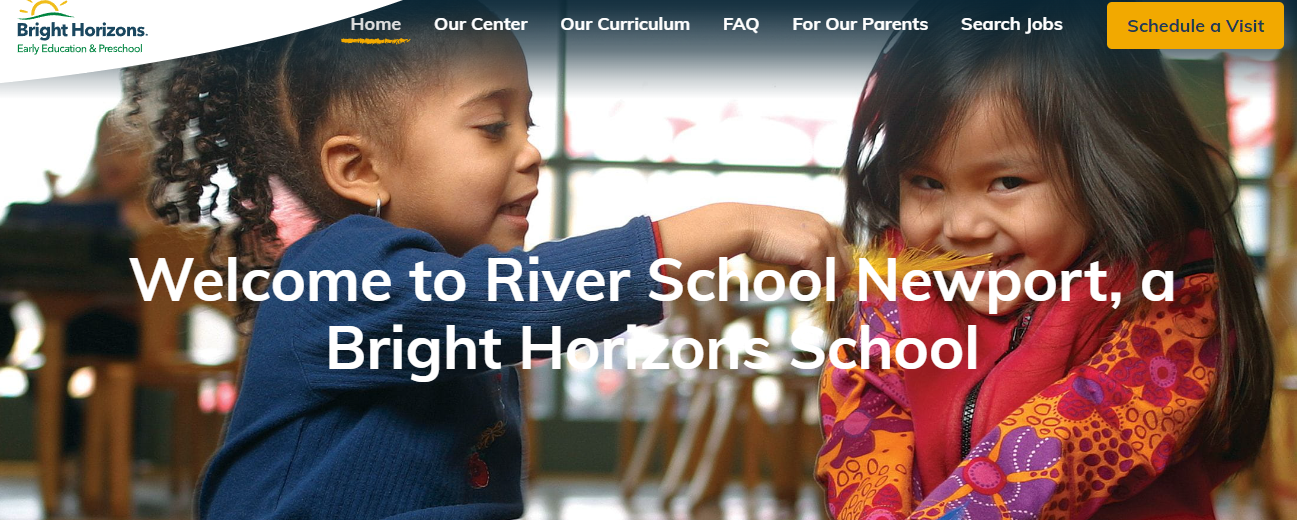 Bright Horizons.
Early Education & Preschool
Home Our Center Our Curriculum FAQ For Our Parents Search Jobs Schedule a Visit
Welcome to River School Newport, a
Bright Horizons School